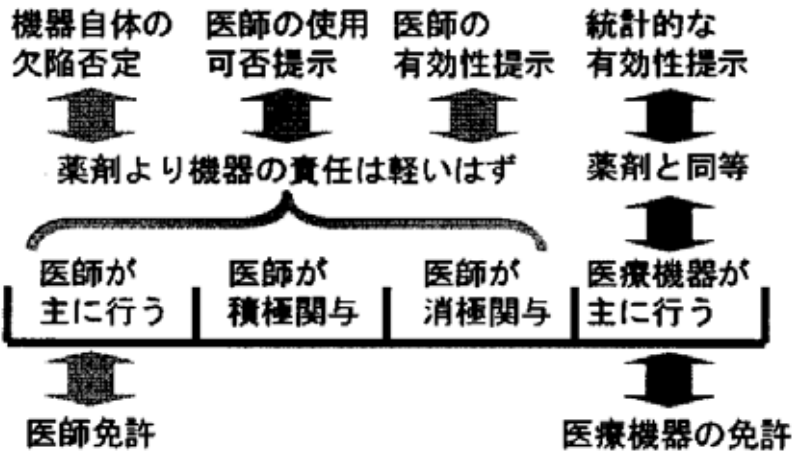 機器自体の
欠陥否定
医師の使用
可否提示
医師の
有効性提示
統計的な
有効性提示
薬剤より機器の責任は軽いはず
薬剤と同等
医師が
主に行う
医師が
積極関与
医師が
消極関与
医療機器が
主に行う
医師免許
医療機器の免許